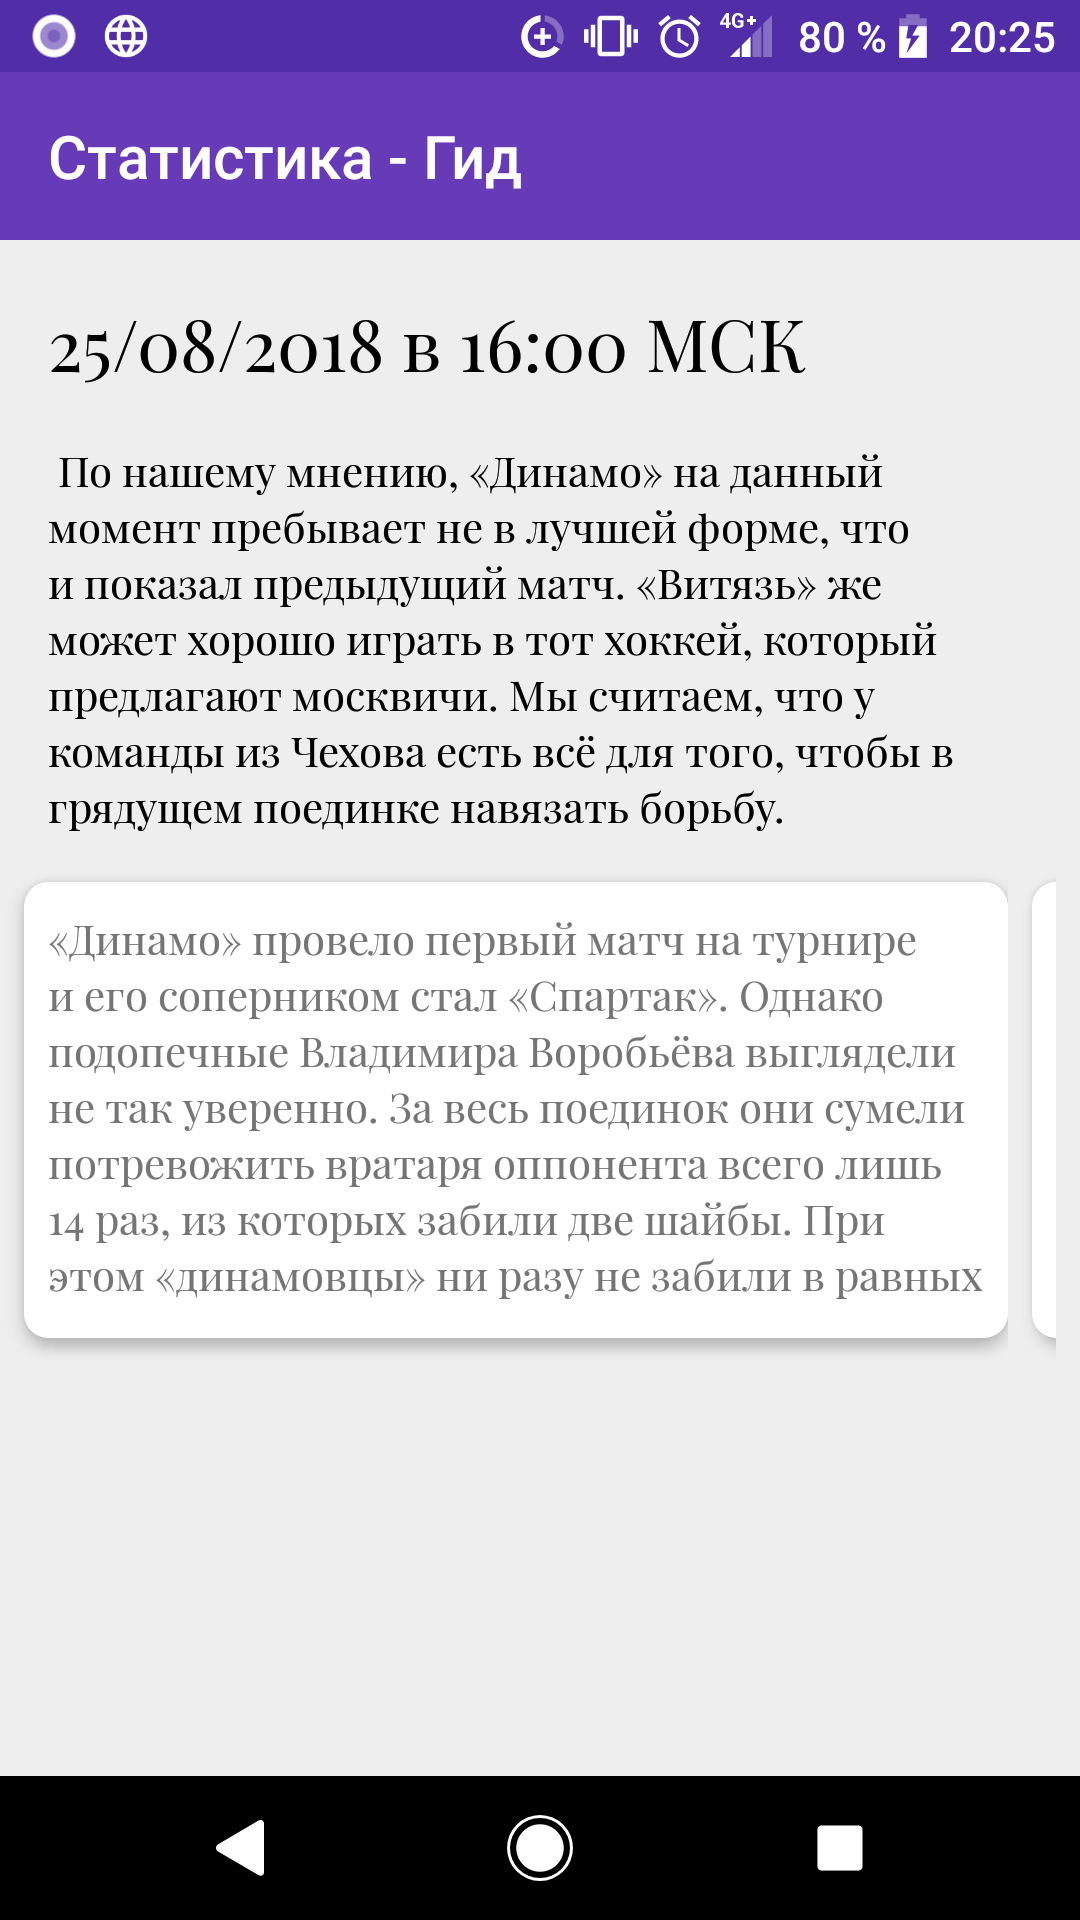 4G+ 80 % 20:25
Статистика - Гид
25/08/2018 в 16:00 МСК
По нашему мнению, «Динамо» на данный
момент пребывает не в лучшей форме, что
и показал предыдущий матч. «Витязь» же
может хорошо играть в тот хоккей, который
предлагают москвичи. Мы считаем, что у
команды из Чехова есть всё для того, чтобы в
грядущем поединке навязать борьбу.
«Динамо» провело первый матч на турнире
и его соперником стал «Спартак». Однако
подопечные Владимира Воробьёва выглядели
не так уверенно. За весь поединок они сумели
потревожить вратаря оппонента всего лишь
14 раз, из которых забили две шайбы. При
этом «динамовцы» ни разу не забили в равных